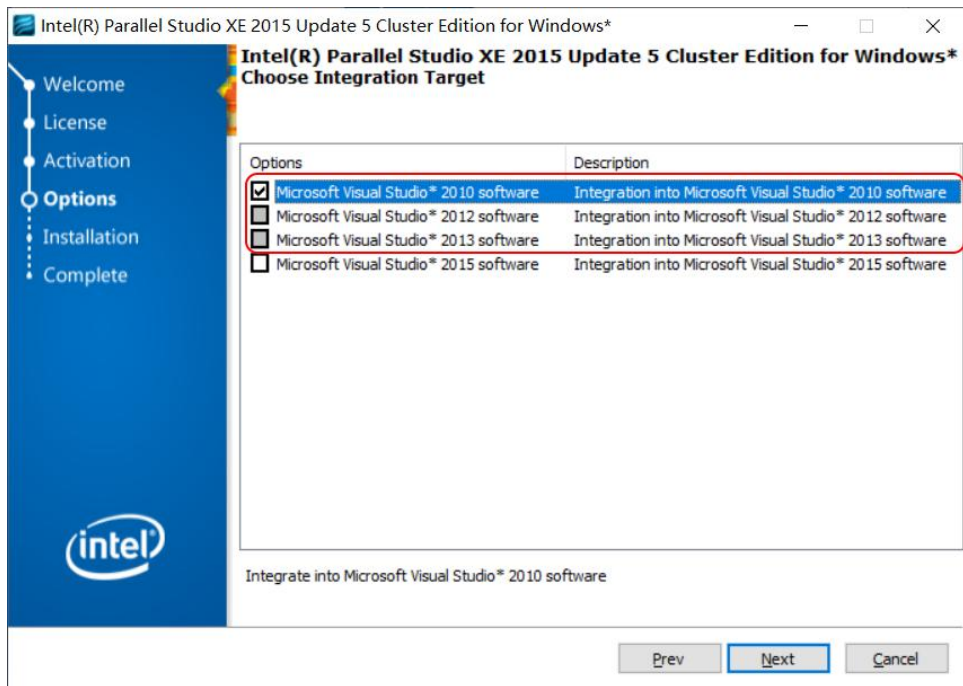 Intel(R) Parallel Studio XE 2015 Update 5 Cluster Edition for Windows*
Intel(R) Parallel Studio XE 2015 Update 5 Cluster Edition for Windows*
Choose Integration Target
Welcome
License
Activation
Options
Installation
Complete
Options Description
Microsoft Visual Studio* 2010 software Integration into Microsoft Visual Studio* 2010 software
Microsoft Visual Studio* 2012 software Integration into Microsoft Visual Studio* 2012 software
Microsoft Visual Studio* 2013 software Integration into Microsoft Visual Studio* 2013 software
Microsoft Visual Studio* 2015 software Integration into Microsoft Visual Studio* 2015 software
(intel)
Integrate into Microsoft Visual Studio* 2010 software
Prev Next Cancel